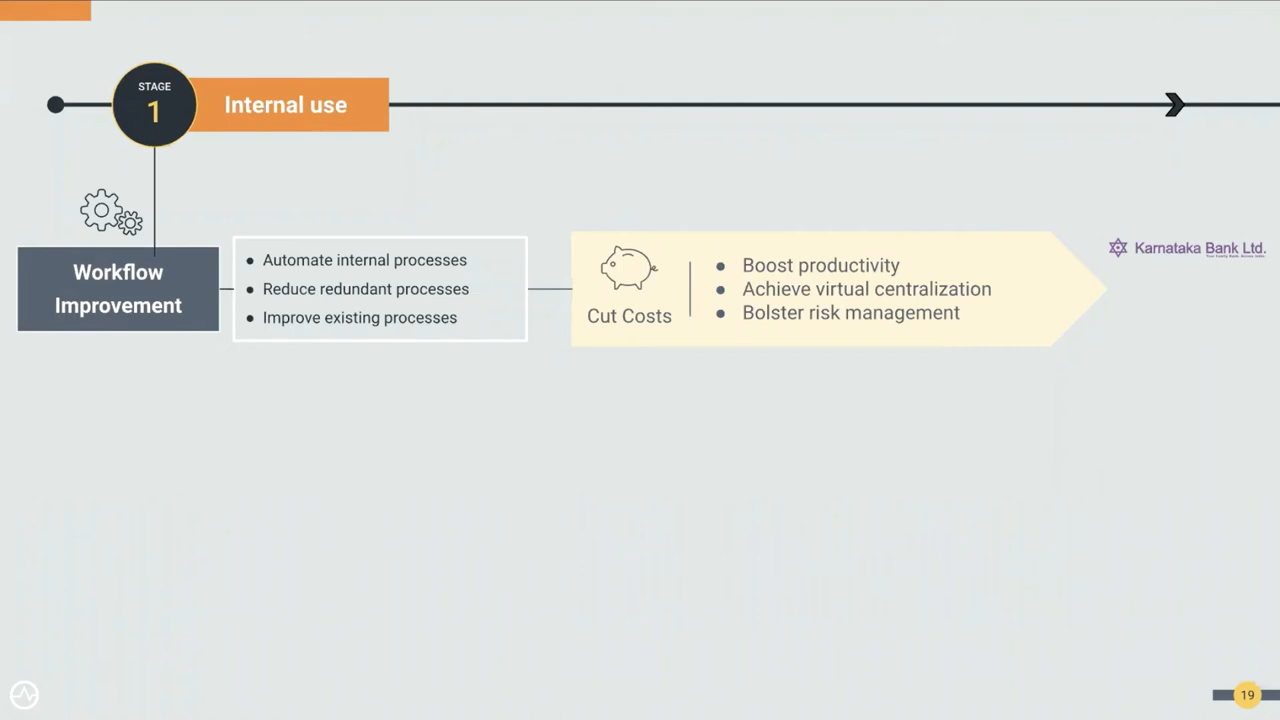 STAGE
1
Internal use
Workflow
Improvement
● Automate internal processes
● Reduce redundant processes
● Improve existing processes
Cut Costs
● Boost productivity
● Achieve virtual centralization
● Bolster risk management
Karnataka Bank Ltd.
19